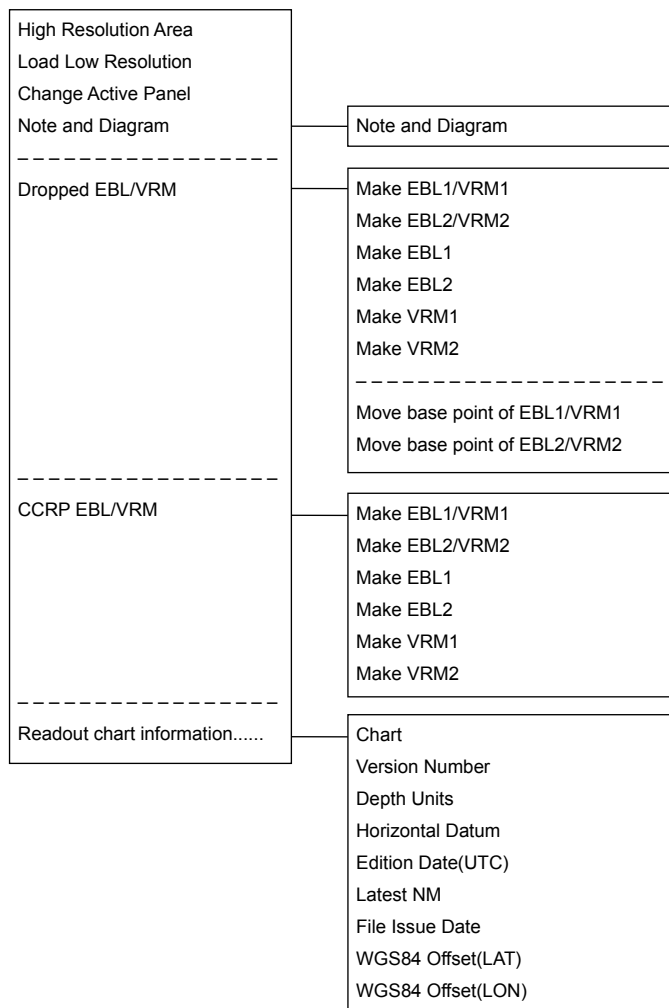 High Resolution Area
Load Low Resolution
Change Active Panel
Note and Diagram
Note and Diagram
Dropped EBL/VRM
Make EBL1/VRM1
Make EBL2/VRM2
Make EBL1
Make EBL2
Make VRM1
Make VRM2
Move base point of EBL1/VRM1
Move base point of EBL2/VRM2
CCRP EBL/VRM
Make EBL1/VRM1
Make EBL2/VRM2
Make EBL1
Make EBL2
Make VRM1
Make VRM2
Readout chart information......
Chart
Version Number
Depth Units
Horizontal Datum
Edition Date(UTC)
Latest NM
File Issue Date
WGS84 Offset(LAT)
WGS84 Offset(LON)